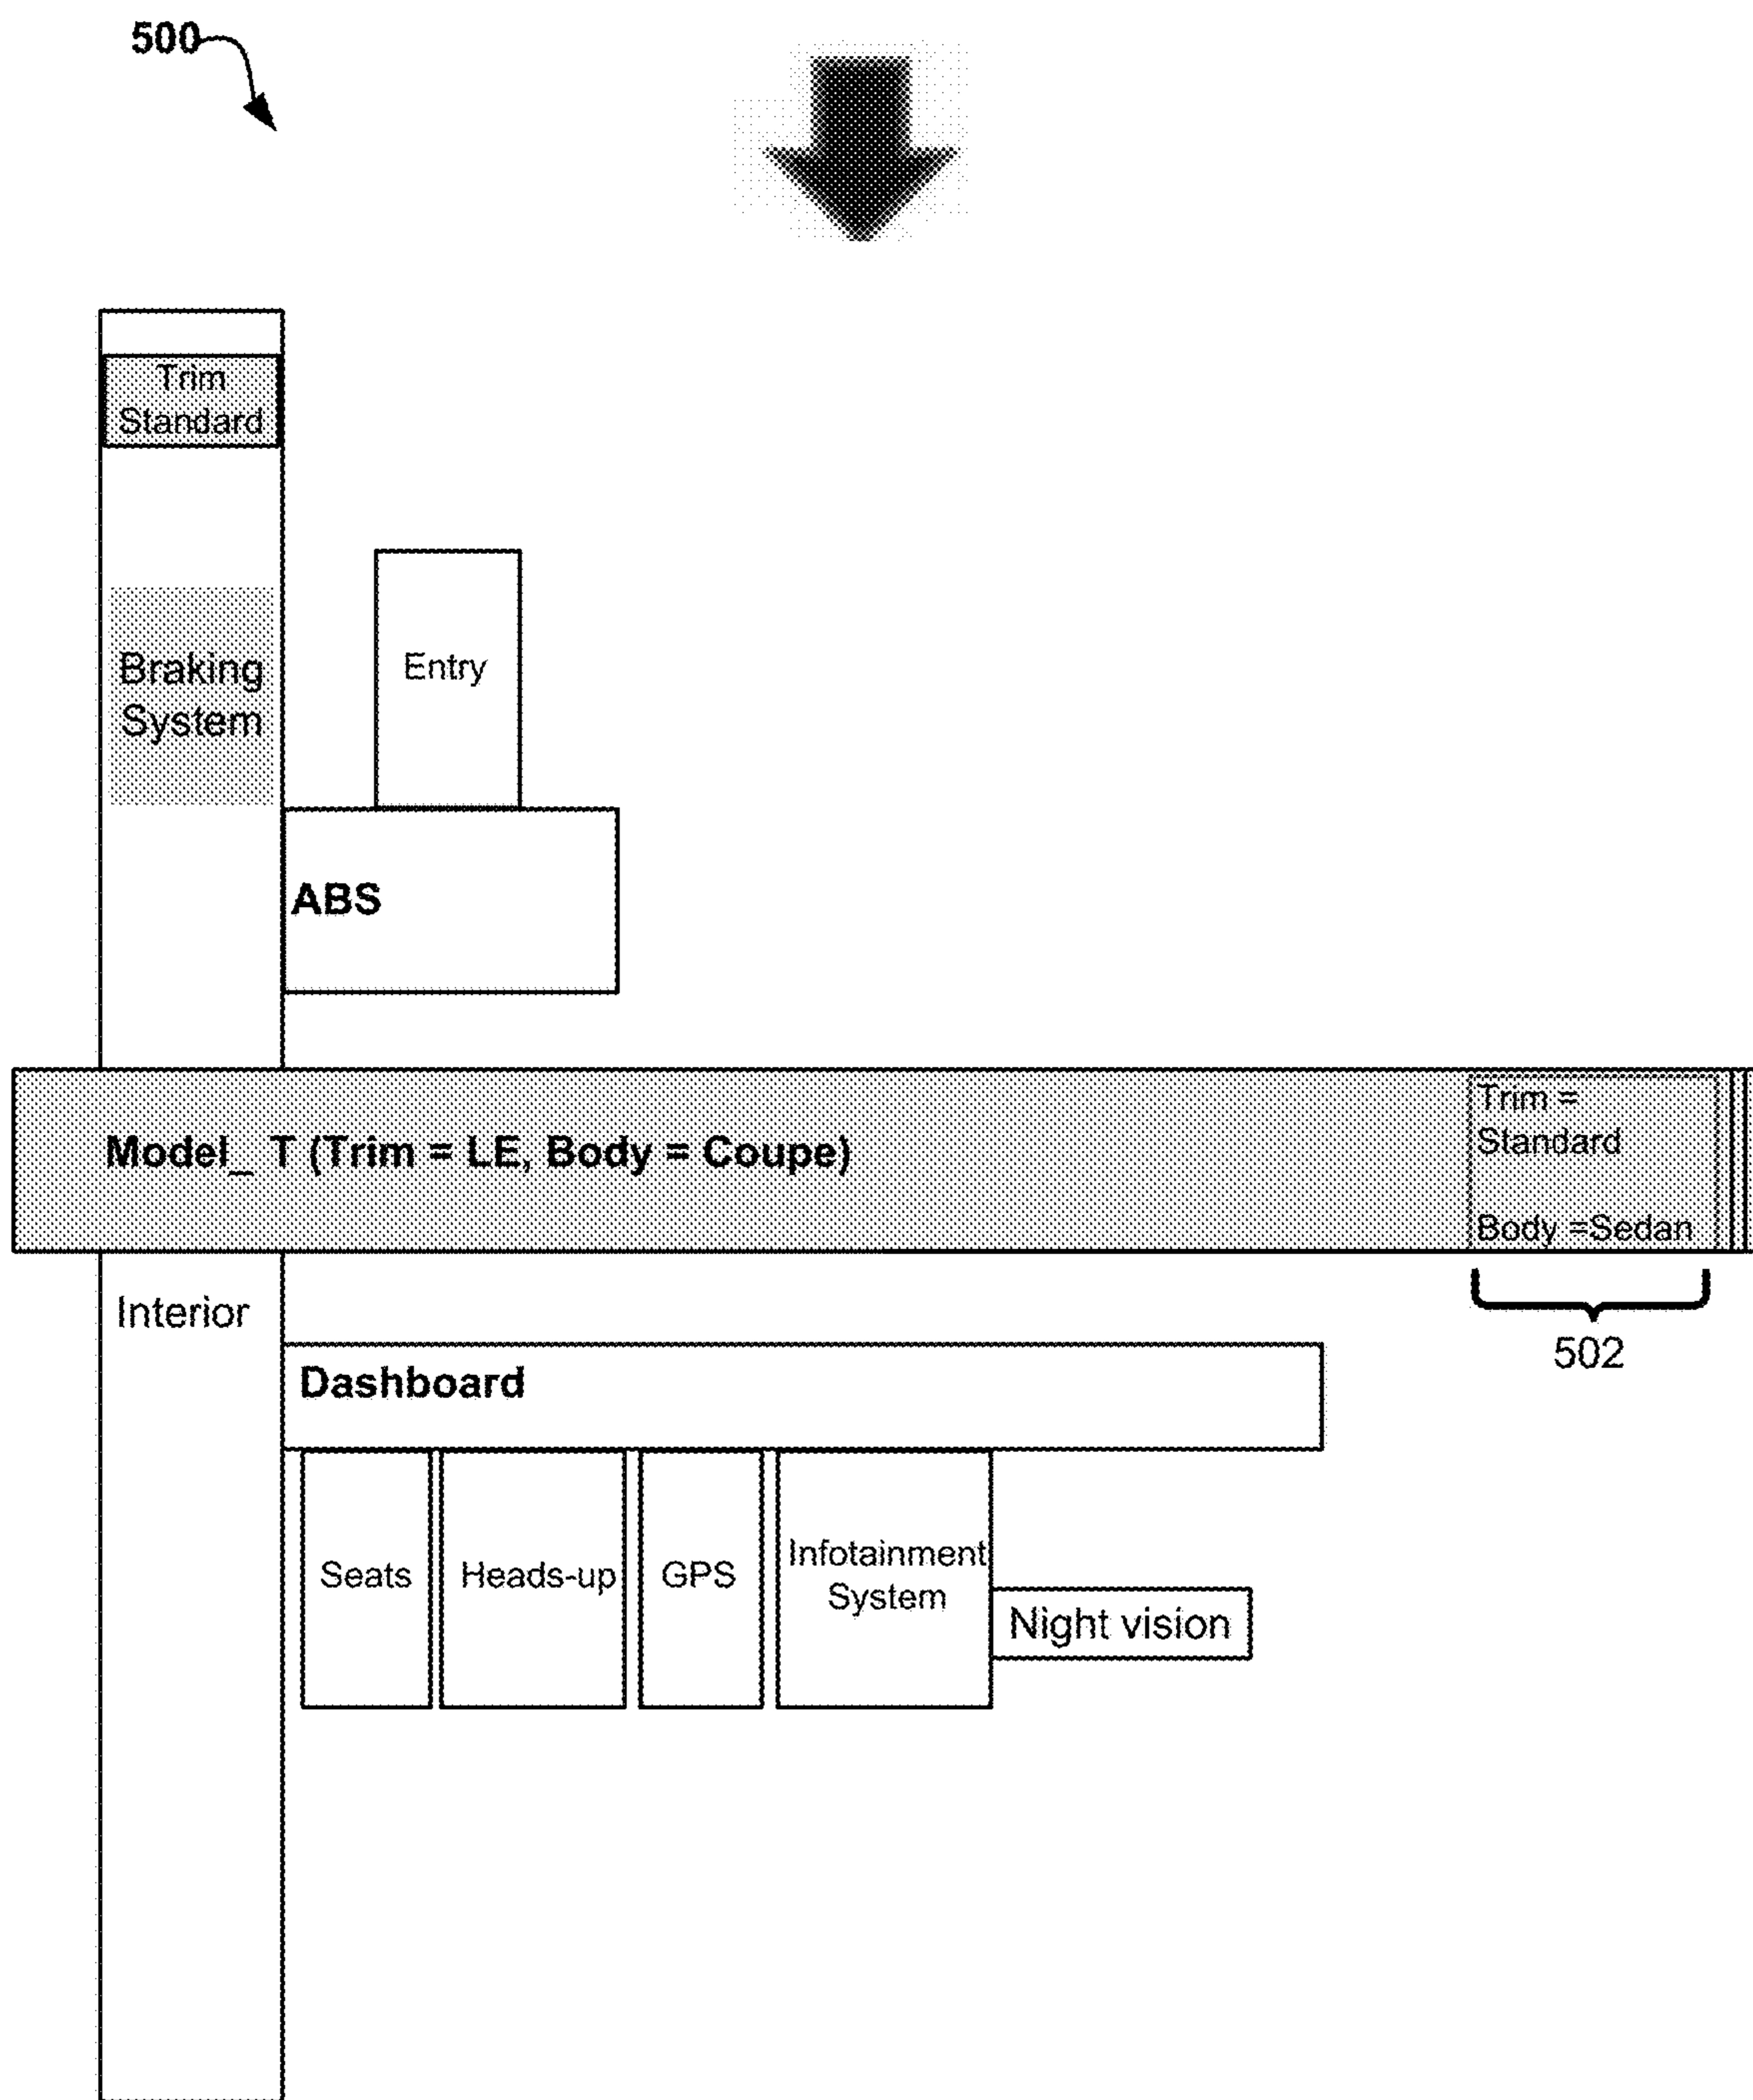 500
Trim
Standard
Braking
System
Entry
ABS
Model_ T (Trim = LE, Body = Coupe)
Trim =
Standard
Body =Sedan
502
Interior
Dashboard
Seats
Heads-up
GPS
Infotainment
System
Night vision